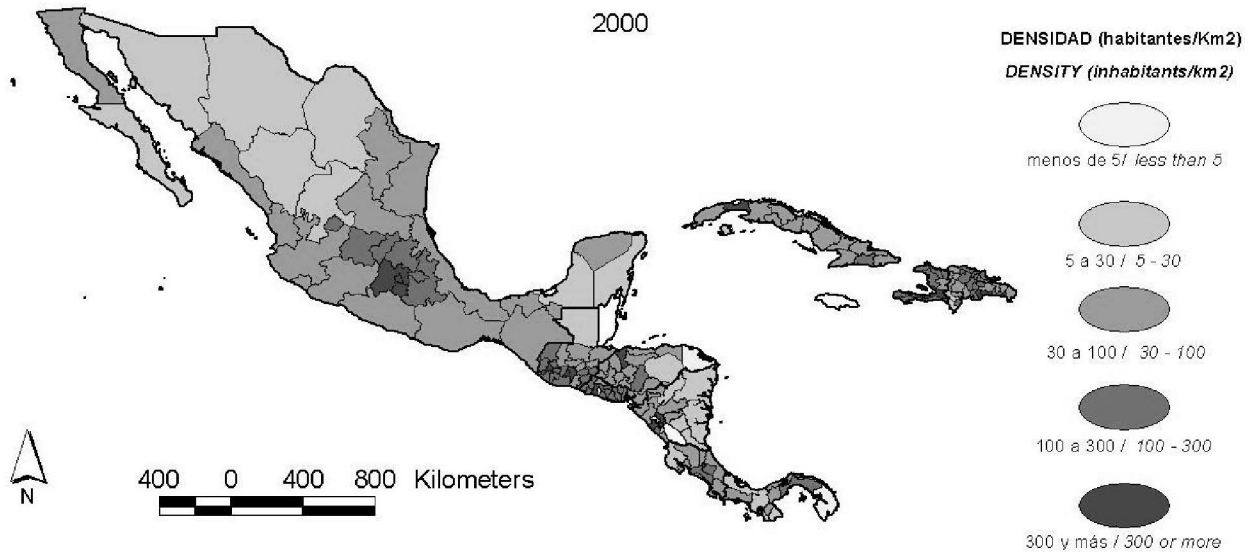 2000
DENSIDAD (habitantes/Km2)
DENSITY (inhabitants/km2)
menos de 5/ less than 5
5 a 30 / 5 - 30
30 a 100 / 30 - 100
100 a 300 / 100 - 300
300 y más / 300 or more
N
400 0 400 800 Kilometers